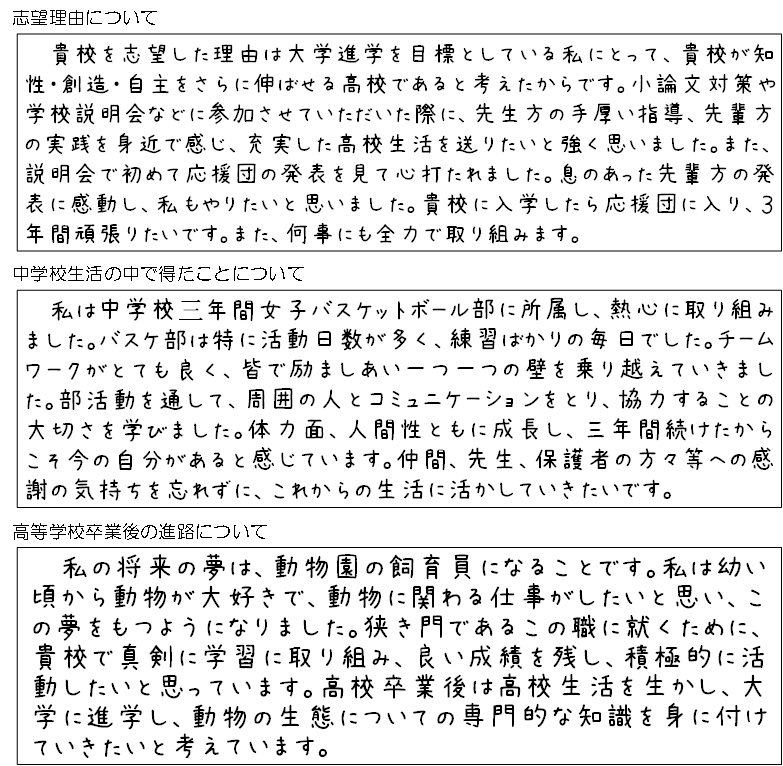 志望理由について
貴校を志望した理由は大学進学を目標としている私にとって、貴校が知
性・創造・自主をさらに伸ばせる高校であると考えたからです。小論文対策や
学校説明会などに参加させていただいた際に、先生方の手厚い指導、先輩方
の実践を身近で感じ、充実した高校生活を送りたいと強く思いました。また、
説明会で初めて応援団の発表を見て心打たれました。息のあった先輩方の発
表に感動し、私もやりたいと思いました。貴校に入学したら応援団に入り、3
年間頑張りたいです。また、何事にも全力で取り組みます。
中学校生活の中で得たことについて
私は中学校三年間女子バスケットボール部に所属し、熱心に取り組み
ました。バスケ部は特に活動日数が多く、練習ばかりの毎日でした。チーム
ワークがとても良く、皆で励ましあい一つ一つの壁を乗り越えていきまし
た。部活動を通して、周囲の人とコミュニケーションをとり、協力することの
大切さを学びました。体力面、人間性ともに成長し、三年間続けたから
こそ今の自分があると感じています。仲間、先生、保護者の方々等への感
謝の気持ちを忘れずに、これからの生活に活かしていきたいです。
高等学校卒業後の進路について
私の将来の夢は、動物園の飼育員になることです。私は幼い
頃から動物が大好きで、動物に関わる仕事がしたいと思い、こ
の夢をもつようになりました。狭き門であるこの職に就くために、
貴校で真剣に学習に取り組み、良い成績を残し、積極的に活
動したいと思っています。高校卒業後は高校生活を生かし、大
学に進学し、動物の生態についての専門的な知識を身に付け
ていきたいと考えています。